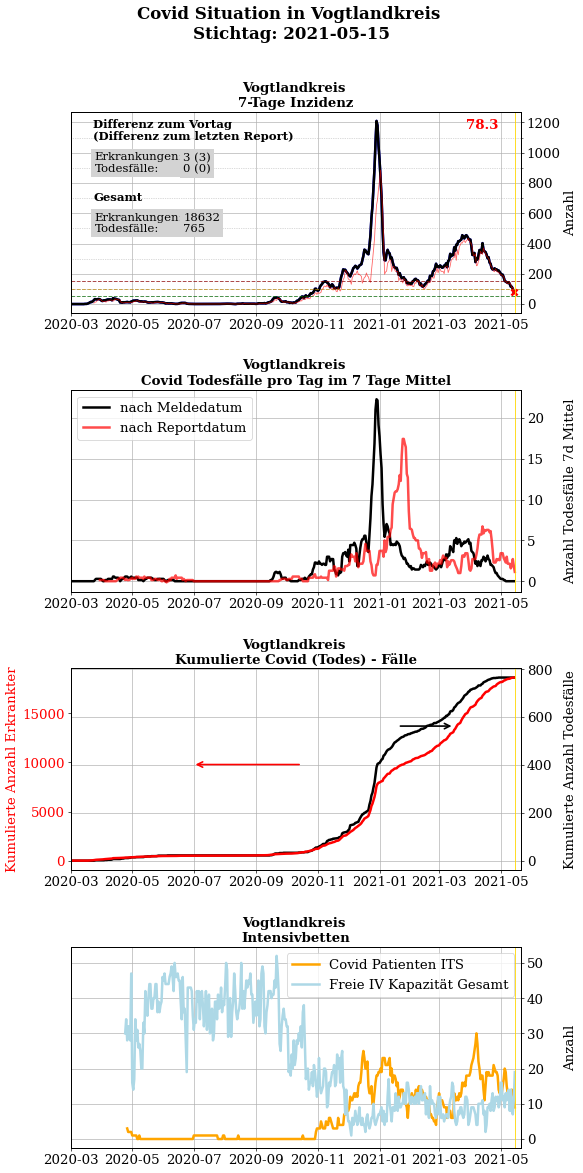 Covid Situation in Vogtlandkreis
Stichtag: 2021-05-15
Vogtlandkreis
7-Tage Inzidenz
Differenz zum Vortag
(Differenz zum letzten Report)
Erkrankungen 3 (3)
Todesfälle: 0 (0)
Gesamt
Erkrankungen 18632
Todesfälle: 765
78.3
1200
1000
800
600
400
200
0
Anzahl
2020-03 2020-05 2020-07 2020-09 2020-11 2021-01 2021-03 2021-05
Vogtlandkreis
Covid Todesfälle pro Tag im 7 Tage Mittel
nach Meldedatum
nach Reportdatum
20
15
10
5
0
Anzahl Todesfälle 7d Mittel
2020-03 2020-05 2020-07 2020-09 2020-11 2021-01 2021-03 2021-05
Vogtlandkreis
Kumulierte Covid (Todes) - Fälle
Kumulierte Anzahl Erkrankter
15000
10000
5000
0
800
600
400
200
0
Kumulierte Anzahl Todesfälle
2020-03 2020-05 2020-07 2020-09 2020-11 2021-01 2021-03 2021-05
Vogtlandkreis
Intensivbetten
Covid Patienten ITS
Freie IV Kapazität Gesamt
50
40
30
20
10
0
Anzahl
2020-03 2020-05 2020-07 2020-09 2020-11 2021-01 2021-03 2021-05